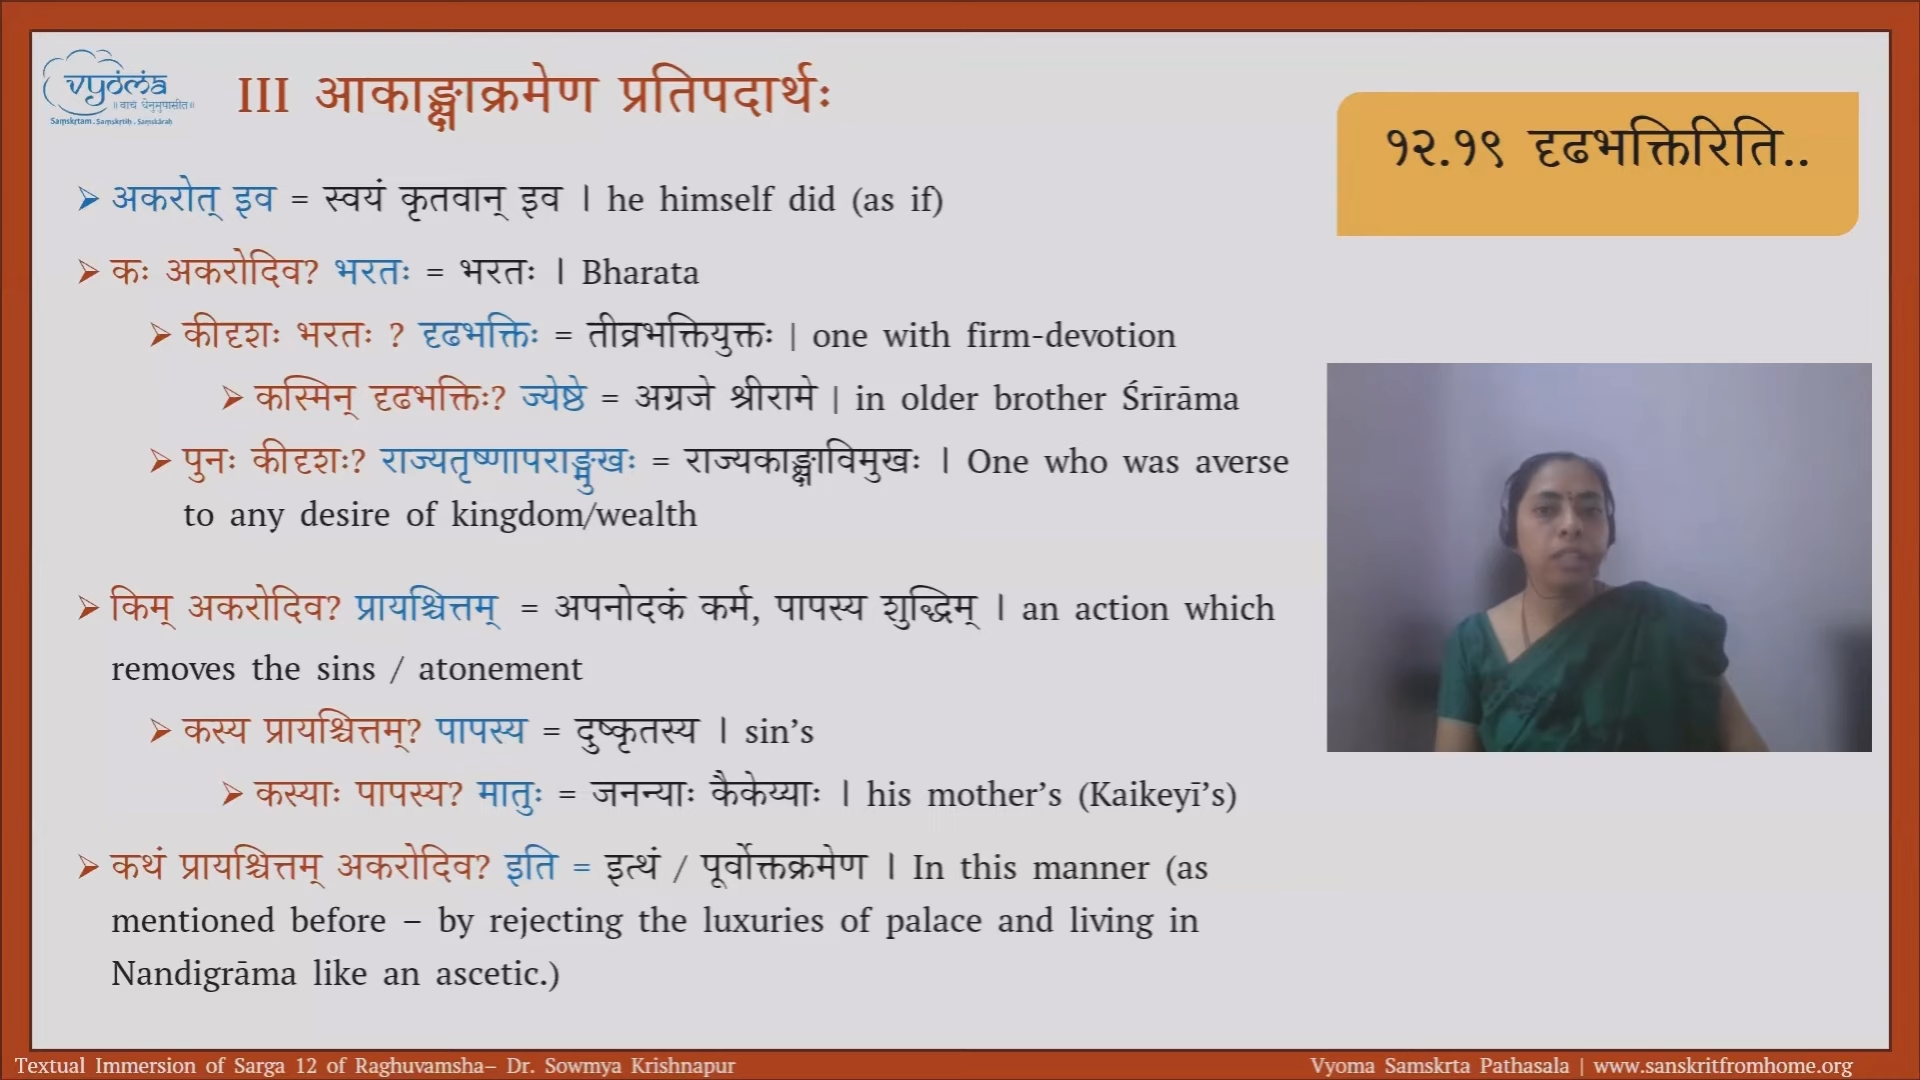 vyoma
॥ वाचं धेनुमुपासीत॥
Saṃskṛtam . Saṃskṛtiḥ . Saṃskāraḥ
III आकाङ्क्षाक्रमेण प्रतिपदार्थः
१२.१९ दृढभक्तिरिति..
➢ अकरोत् इव = स्वयं कृतवान् इव । he himself did (as if)
➢ कः अकरोदिव? भरतः = भरतः । Bharata
➢ कीदृशः भरतः ? दृढभक्तिः = तीव्रभक्तियुक्तः | one with firm-devotion
➢ कस्मिन् दृढभक्तिः? ज्येष्ठे = अग्रजे श्रीरामे | in older brother Śrīrāma
➢ पुनः कीदृशः? राज्यतृष्णापराङ्मुखः = राज्यकाङ्क्षाविमुखः । One who was averse
to any desire of kingdom/wealth
➢ किम् अकरोदिव? प्रायश्चित्तम् = अपनोदकं कर्म, पापस्य शुद्धिम् । an action which
removes the sins / atonement
➢ कस्य प्रायश्चित्तम्? पापस्य = दुष्कृतस्य । sin’s
➢ कस्याः पापस्य? मातुः = जनन्याः कैकेय्याः । his mother’s (Kaikeyī’s)
➢ कथं प्रायश्चित्तम् अकरोदिव? इति = इत्थं / पूर्वोक्तक्रमेण । In this manner (as
mentioned before – by rejecting the luxuries of palace and living in
Nandigrāma like an ascetic.)
Textual Immersion of Sarga 12 of Raghuvamsha– Dr. Sowmya Krishnapur
Vyoma Samskrta Pathasala | www.sanskritfromhome.org